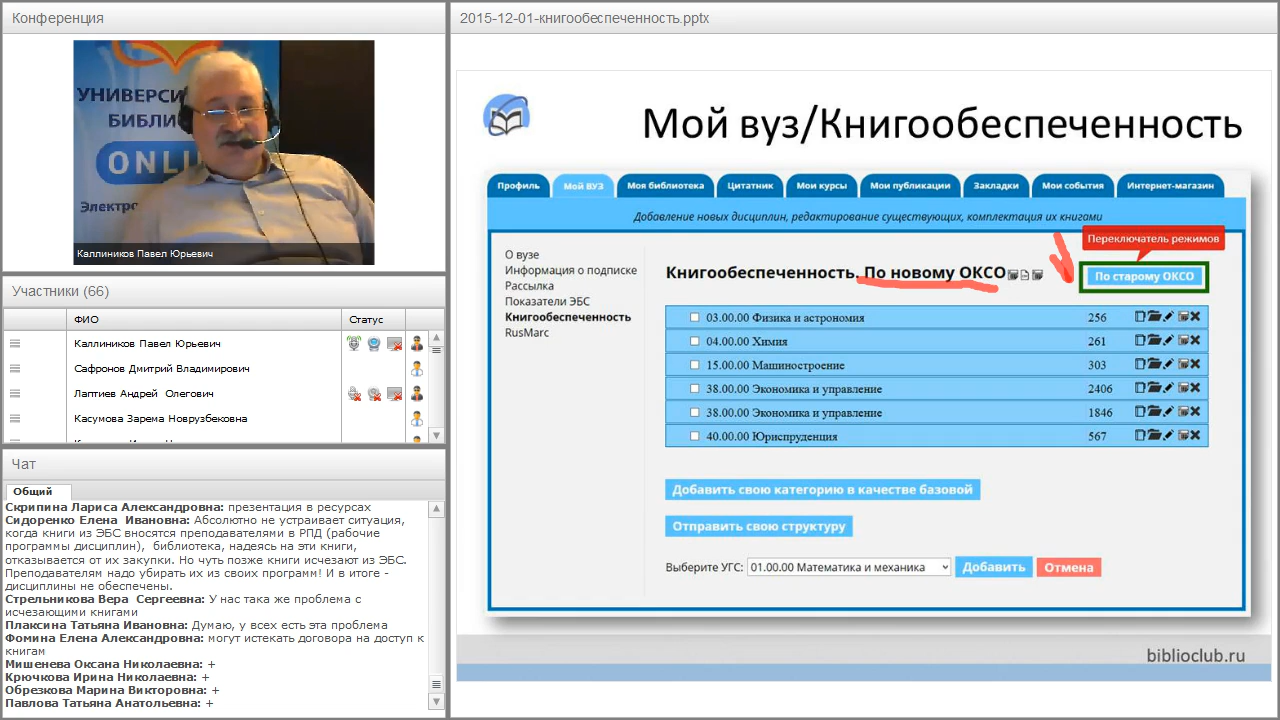 Конференция
УНИВЕРСИ
БИБЛИ
ONLI
Электро
Каллиников Павел Юрьевич
Участники (66)
ФИО Статус
Каллиников Павел Юрьевич
Сафронов Дмитрий Владимирович
Лаптиев Андрей Олегович
Касумова Зарема Новрузбековна
Чат
Общий
Скрипина Лариса Александровна: презентация в ресурсах
Сидоренко Елена Ивановна: Абсолютно не устраивает ситуация,
когда книги из ЭБС вносятся преподавателями в РПД (рабочие
программы дисциплин), библиотека, надеясь на эти книги,
отказывается от их закупки. Но чуть позже книги исчезают из ЭБС.
Преподавателям надо убирать их из своих программ! И в итоге -
дисциплины не обеспечены.
Стрельникова Вера Сергеевна: У нас така же проблема с
исчезающими книгами
Плаксина Татьяна Ивановна: Думаю, у всех есть эта проблема
Фомина Елена Александровна: могут истекать договора на доступ к
книгам
Мишенева Оксана Николаевна: +
Крючкова Ирина Николаевна: +
Обрезкова Марина Викторовна: +
Павлова Татьяна Анатольевна: +
2015-12-01-книгообеспеченность.pptx
Мой вуз/Книгообеспеченность
Профиль Мой ВУЗ Моя библиотека Цитатник Мои курсы Мои публикации Закладки Мои события Интернет-магазин
Добавление новых дисциплин, редактирование существующих, комплектация их книгами
Переключатель режимов
О вузе
Информация о подписке
Рассылка
Показатели ЭБС
Книгообеспеченность
RusMarc
Книгообеспеченность. По новому ОКСО
По старому ОКСО
03.00.00 Физика и астрономия 256
04.00.00 Химия 261
15.00.00 Машиностроение 303
38.00.00 Экономика и управление 2406
38.00.00 Экономика и управление 1846
40.00.00 Юриспруденция 567
Добавить свою категорию в качестве базовой
Отправить свою структуру
Выберите УГС: 01.00.00 Математика и механика Добавить Отмена
biblioclub.ru